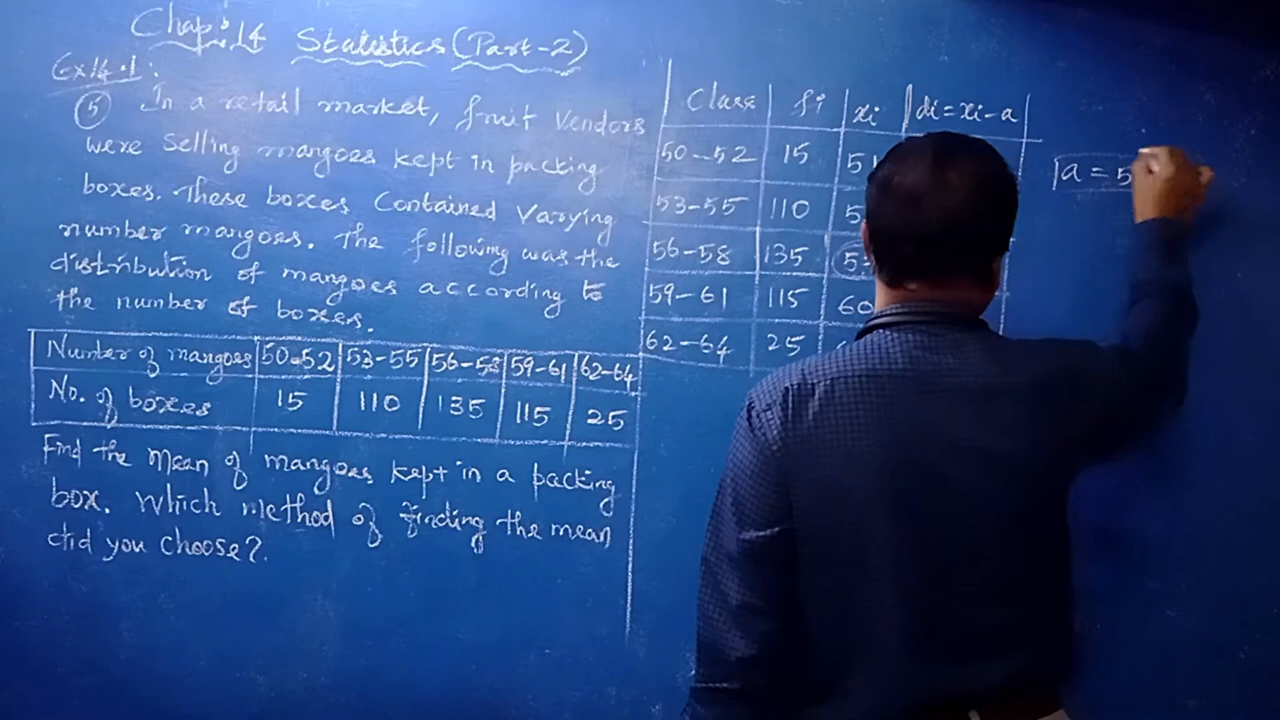 Chap:14 Statistics (Part-2)
Ex14.1:
5 In a retail market, fruit vendors
were selling mangoes kept in packing
boxes. These boxes contained varying
number mangoes. The following was the
distribution of mangoes according to
the number of boxes.
Number of mangoes 50-52 53-55 56-58 59-61 62-64
No. of boxes 15 110 135 115 25
Find the mean of mangoes kept in a packing
box. Which method of finding the mean
did you choose?
Class fi xi di=xi-a
50-52 15 51
53-55 110
56-58 135
59-61 115 60
62-64 25
a = 5